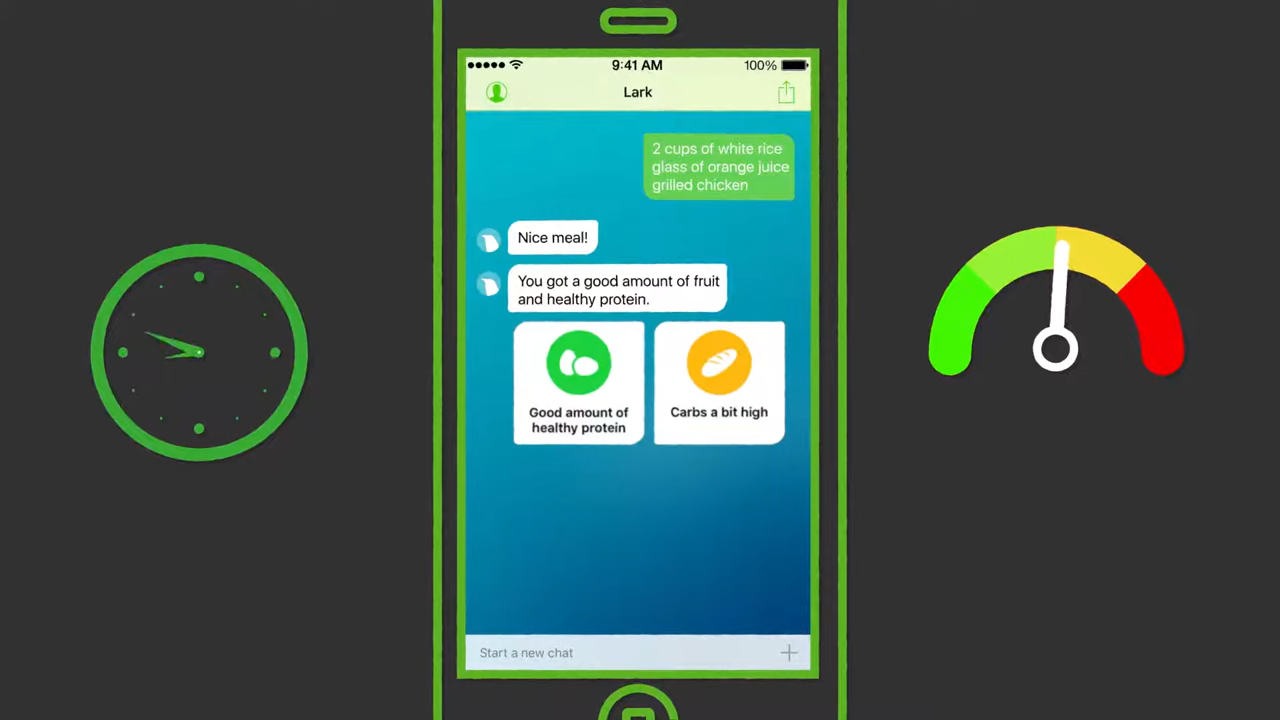 9:41 AM
100%
Lark
2 cups of white rice
glass of orange juice
grilled chicken
Nice meal!
You got a good amount of fruit
and healthy protein.
Good amount of
healthy protein
Carbs a bit high
Start a new chat